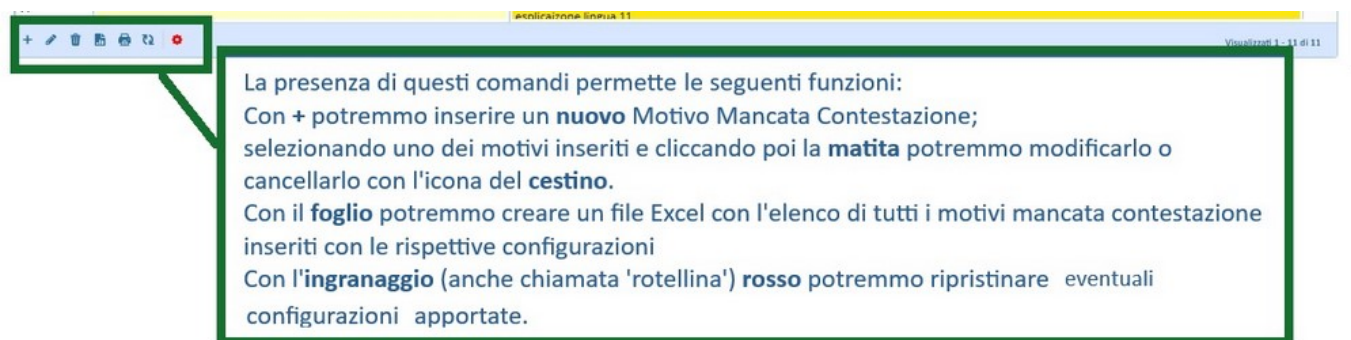 esplicaizone lingua 11
Visualizzati 1 - 11 di 11
La presenza di questi comandi permette le seguenti funzioni:
Con + potremmo inserire un nuovo Motivo Mancata Contestazione;
selezionando uno dei motivi inseriti e cliccando poi la matita potremmo modificarlo o
cancellarlo con l'icona del cestino.
Con il foglio potremmo creare un file Excel con l'elenco di tutti i motivi mancata contestazione
inseriti con le rispettive configurazioni
Con l'ingranaggio (anche chiamata 'rotellina') rosso potremmo ripristinare eventuali
configurazioni apportate.